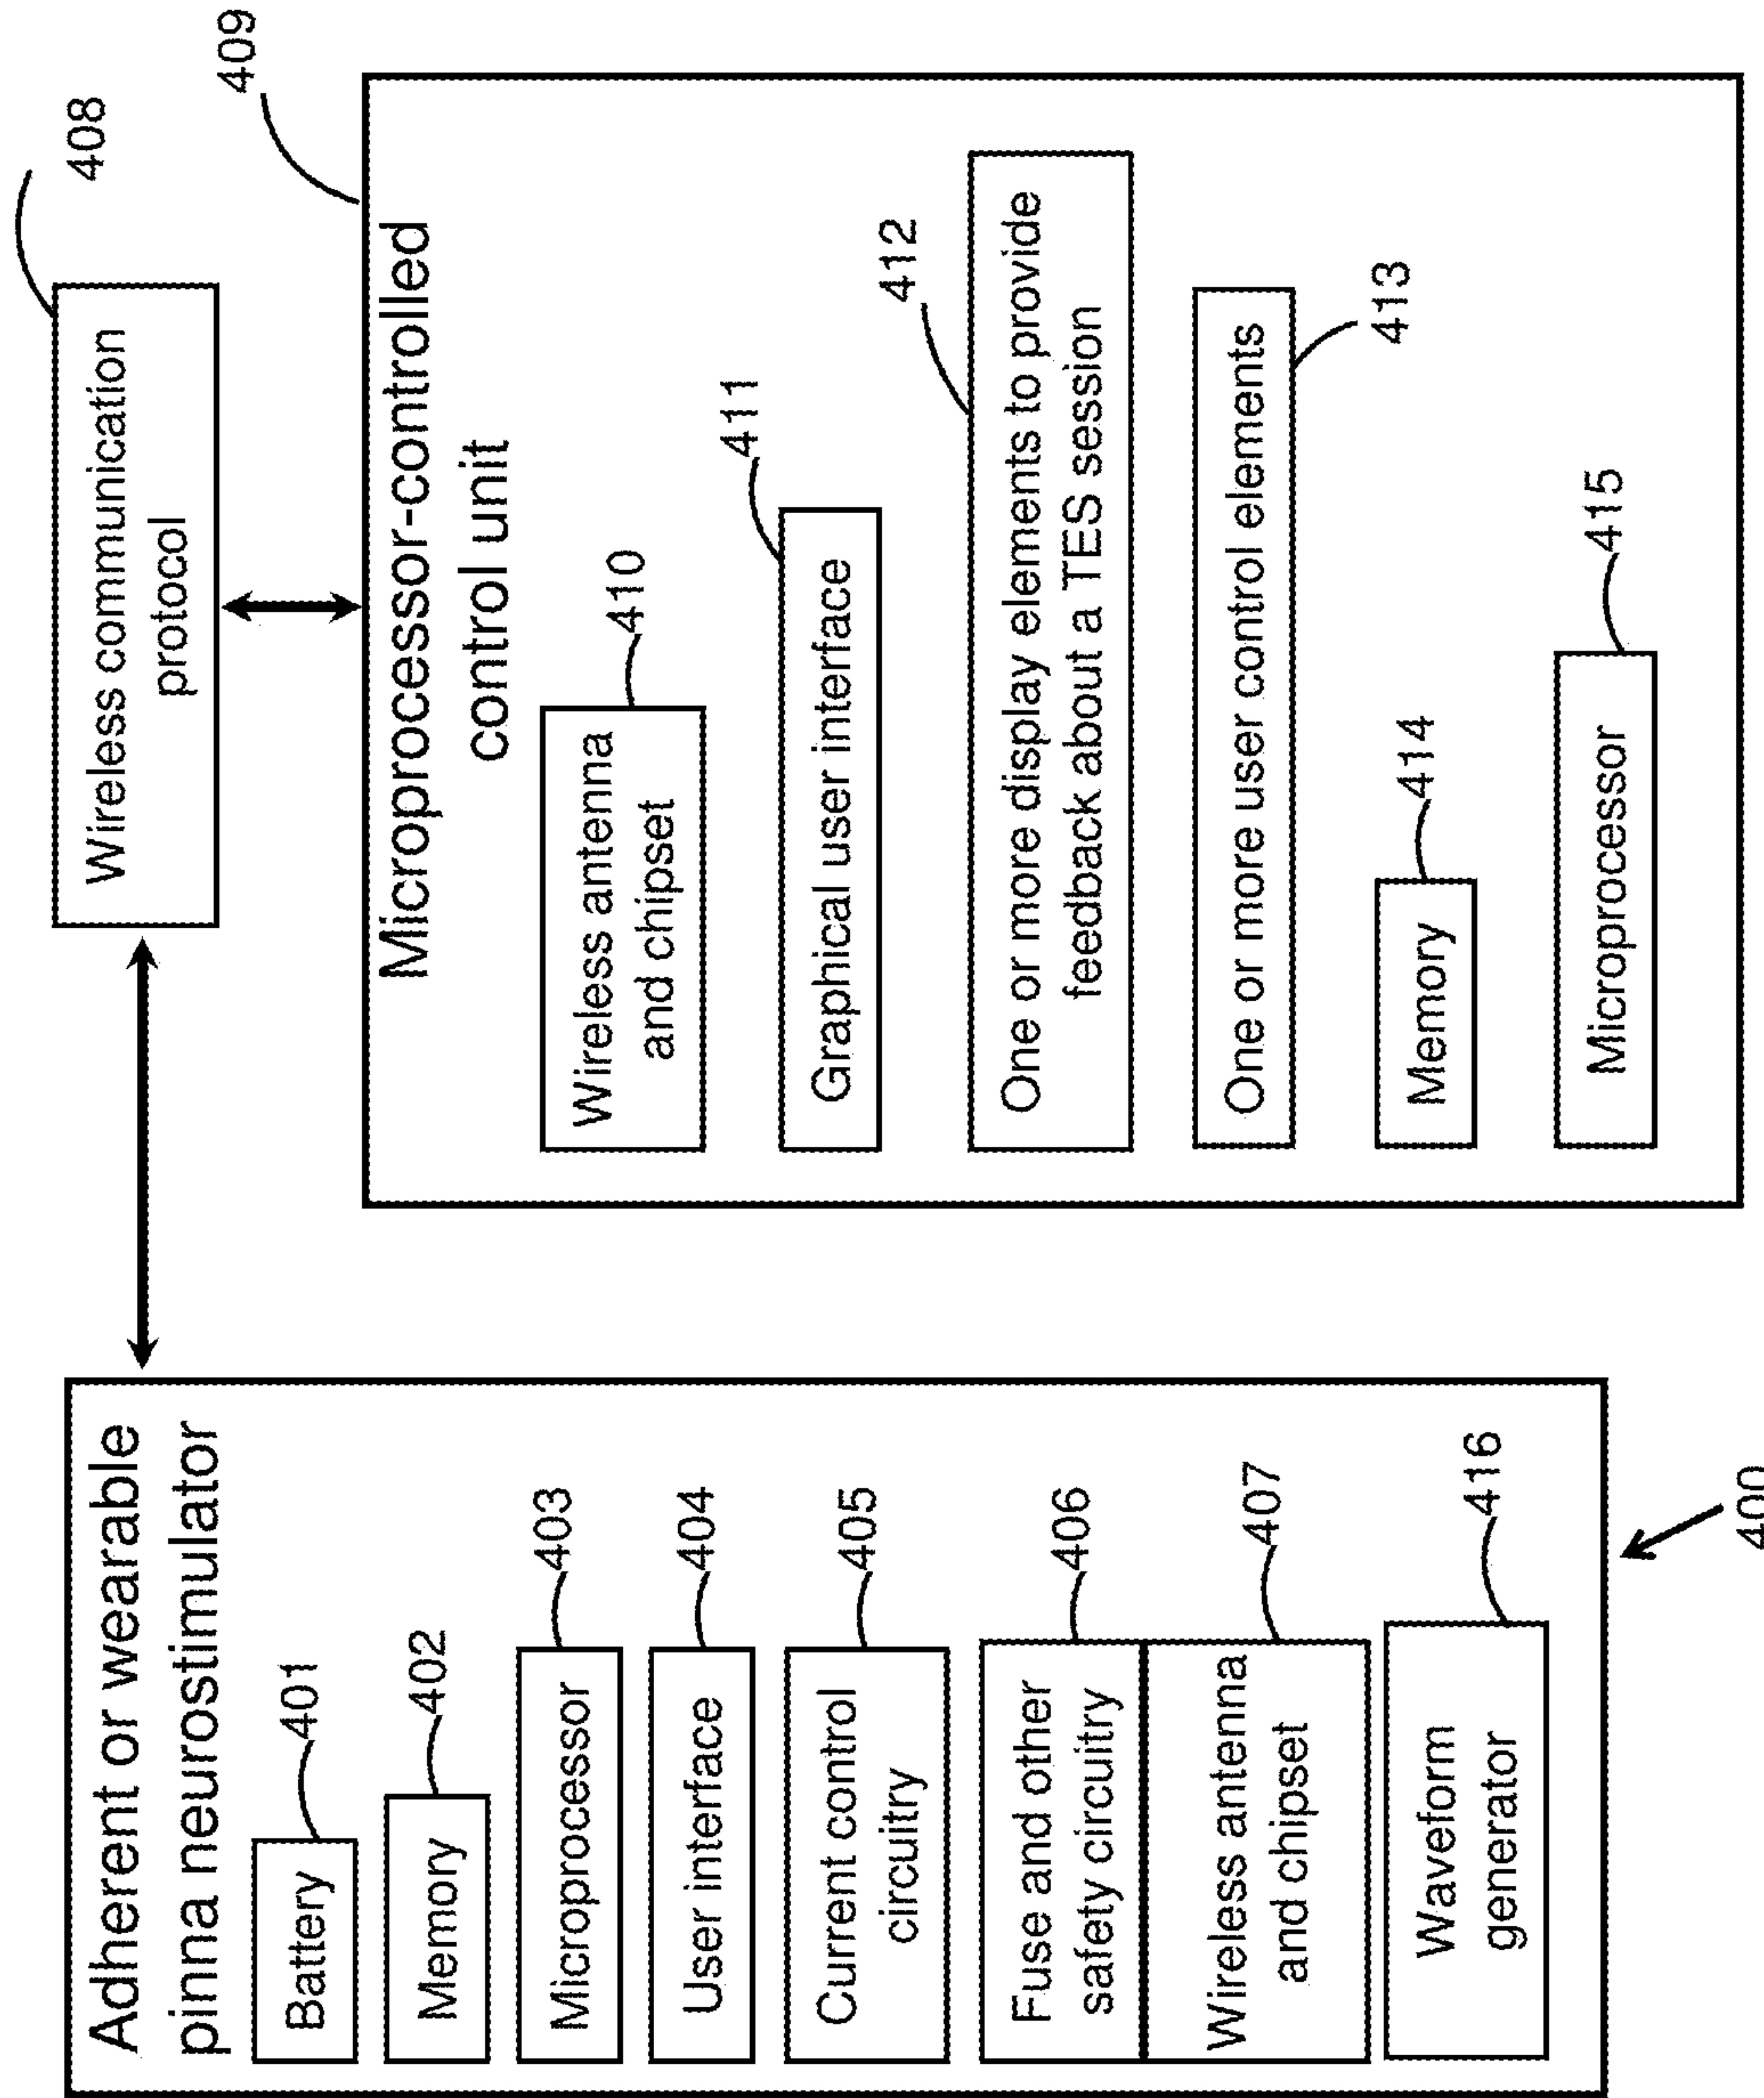 Adherent or wearable
pinna neurostimulator
Battery
401
Memory
402
Microprocessor
403
User interface
404
Current control
circuitry
405
Fuse and other
safety circuitry
406
Wireless antenna
and chipset
407
Waveform
generator
416
400
Wireless communication
protocol
408
409
Microprocessor-controlled
control unit
Wireless antenna
and chipset
410
Graphical user interface
411
One or more display elements to provide
feedback about a TES session
412
One or more user control elements
413
Memory
414
Microprocessor
415